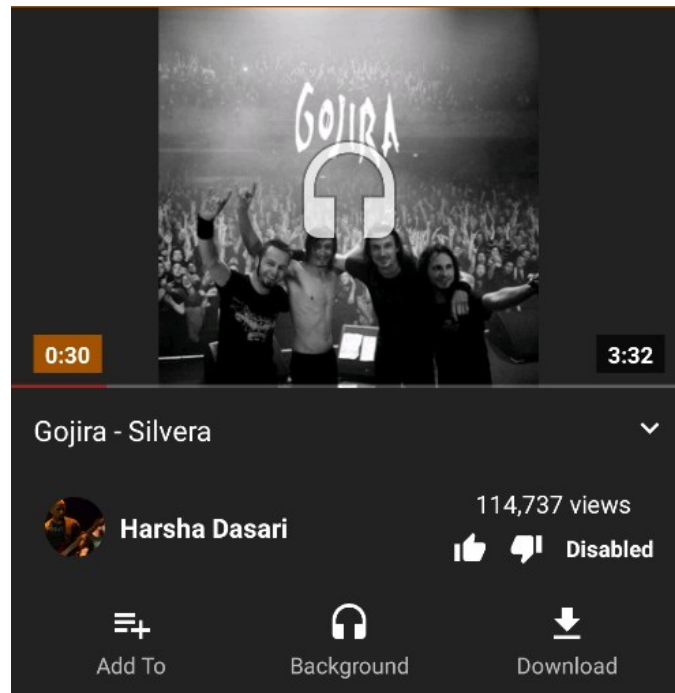 GOJIRA
0:30
3:32
Gojira - Silvera
Harsha Dasari
114,737 views
Disabled
Add To
Background
Download